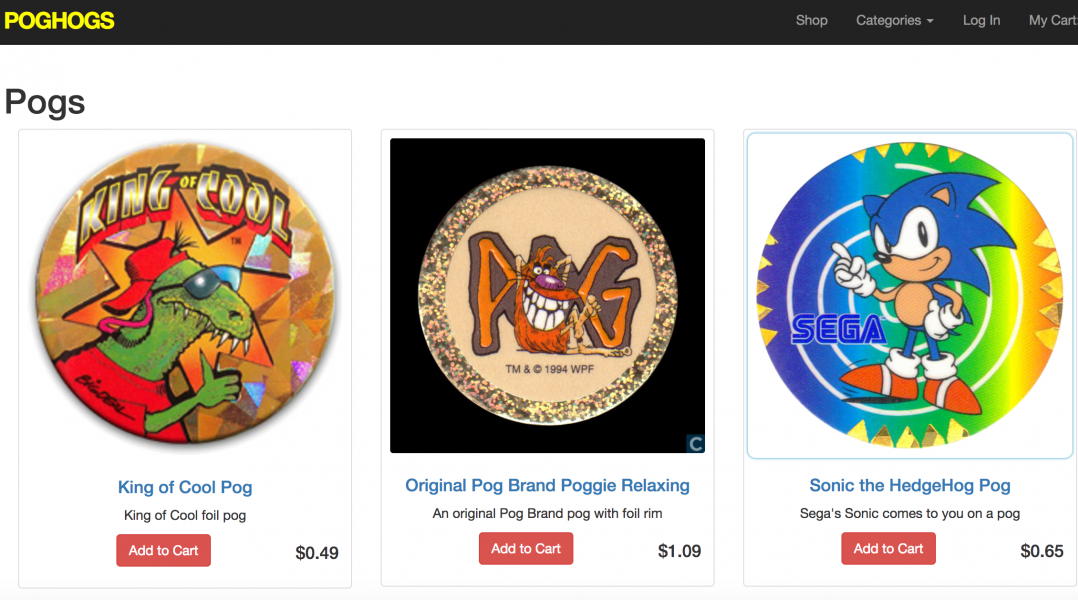 POGHOGS
Shop
Categories
Log In
My Cart
Pogs
KING OF COOL
TM
BIG DEAL
King of Cool Pog
King of Cool foil pog
Add to Cart
$0.49
POG
TM & © 1994 WPF
C
Original Pog Brand Poggie Relaxing
An original Pog Brand pog with foil rim
Add to Cart
$1.09
SEGA
Sonic the HedgeHog Pog
Sega's Sonic comes to you on a pog
Add to Cart
$0.65